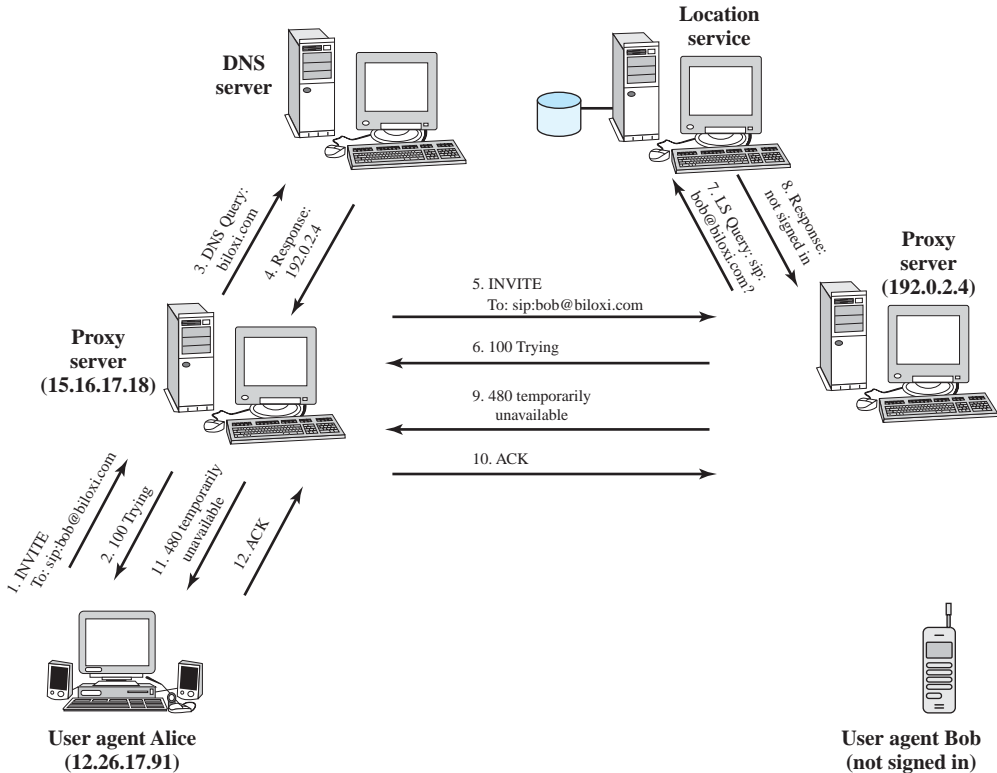 Location
service
DNS
server
3. DNS Query:
biloxi.com
4. Response:
192.0.2.4
7. LS Query: sip:
bob@biloxi.com?
8. Response:
not signed in
Proxy
server
(192.0.2.4)
5. INVITE
To: sip:bob@biloxi.com
Proxy
server
(15.16.17.18)
6. 100 Trying
9. 480 temporarily
unavailable
10. ACK
1. INVITE
To: sip:bob@biloxi.com
2. 100 Trying
11. 480 temporarily
unavailable
12. ACK
User agent Alice
(12.26.17.91)
User agent Bob
(not signed in)